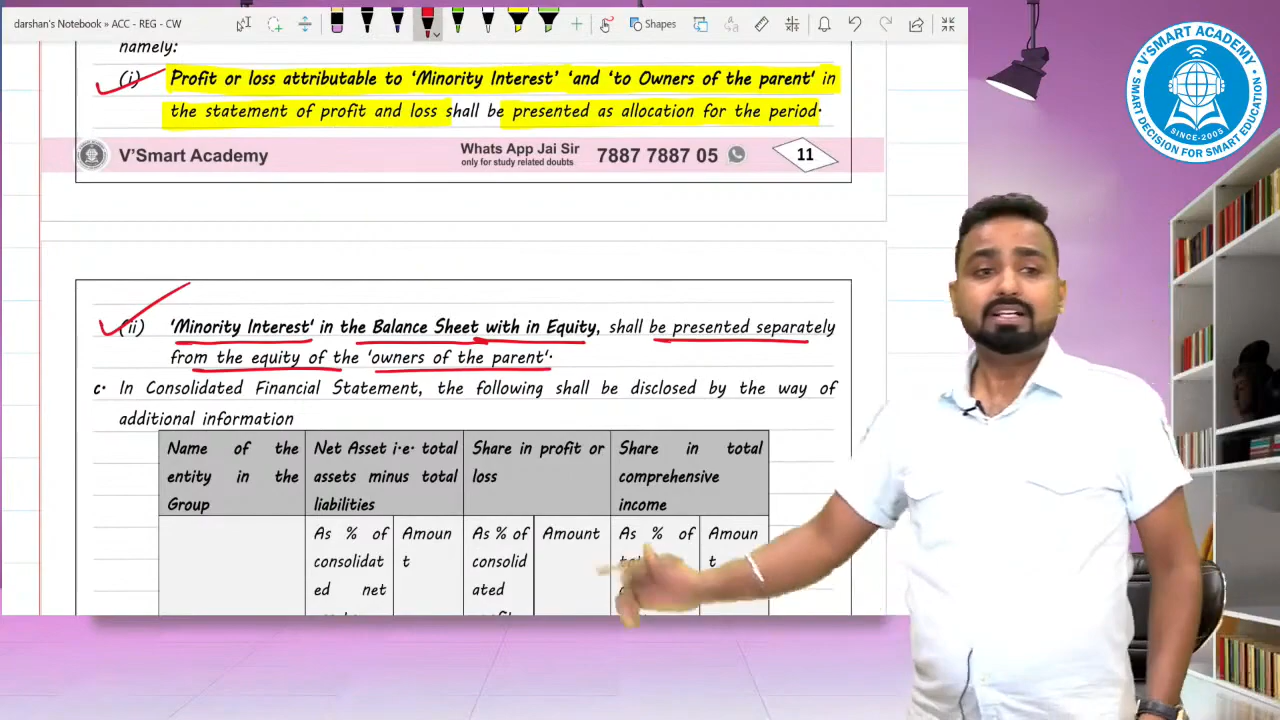 darshan's Notebook » ACC - REG - CW
Shapes
namely:
(i) Profit or loss attributable to ‘Minority Interest’ ‘and ‘to Owners of the parent’ in
the statement of profit and loss shall be presented as allocation for the period.
V'Smart Academy
Whats App Jai Sir
only for study related doubts
7887 7887 05
11
(ii) ‘Minority Interest‘ in the Balance Sheet with in Equity, shall be presented separately
from the equity of the ‘owners of the parent‘.
c. In Consolidated Financial Statement, the following shall be disclosed by the way of
additional information
Name of the
entity in the
Group
Net Asset i.e. total
assets minus total
liabilities
Share in profit or
loss
Share in total
comprehensive
income
As % of
consolidat
ed net
Amoun
t
As % of
consolid
ated
Amount
As % of
Amoun
t
V'SMART ACADEMY
SINCE-2005
SMART DECISION FOR SMART EDUCATION